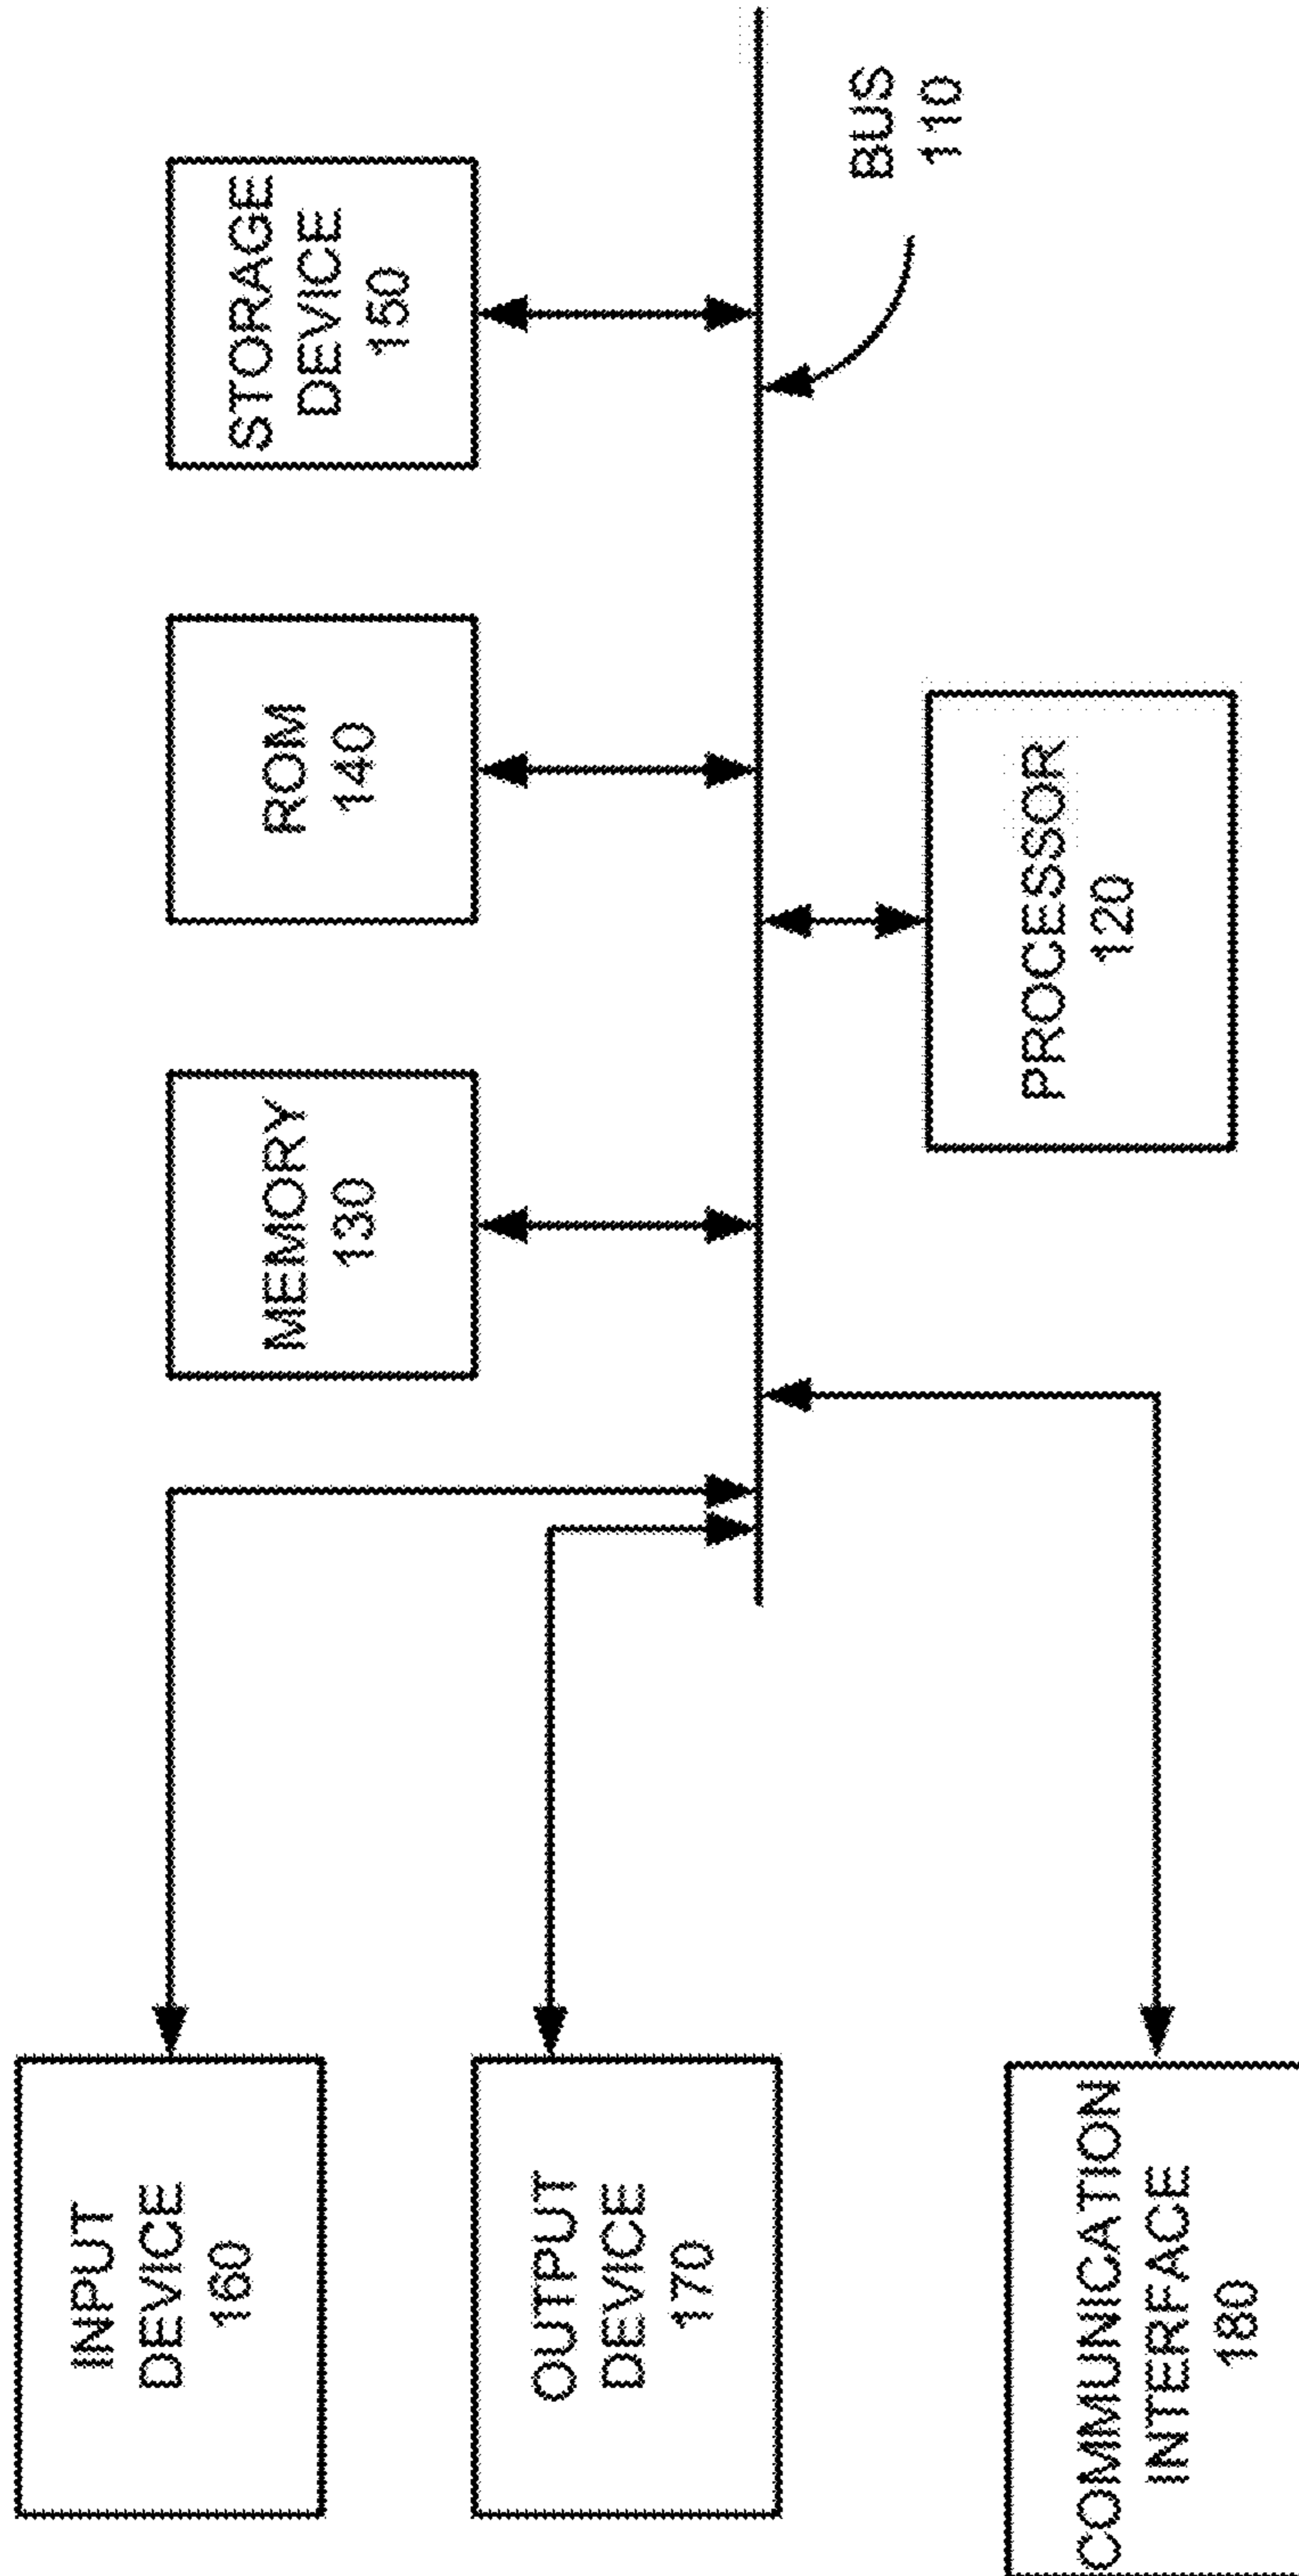 INPUT
DEVICE
160
MEMORY
130
ROM
140
STORAGE
DEVICE
150
OUTPUT
DEVICE
170
BUS
110
PROCESSOR
120
COMMUNICATION
INTERFACE
180